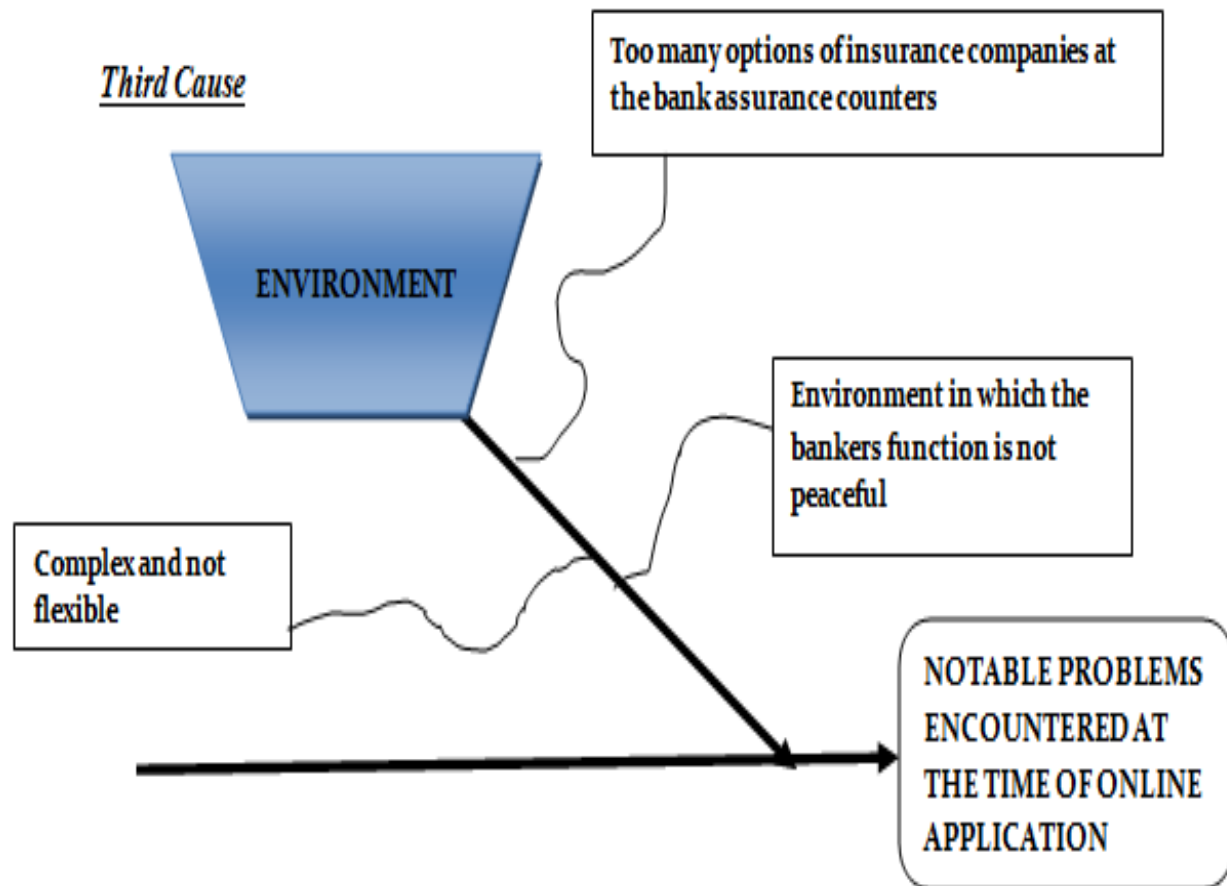 Third Cause
Too many options of insurance companies at
the bank assurance counters
ENVIRONMENT
Environment in which the
bankers function is not
peaceful
Complex and not
flexible
NOTABLE PROBLEMS
ENCOUNTERED AT
THE TIME OF ONLINE
APPLICATION